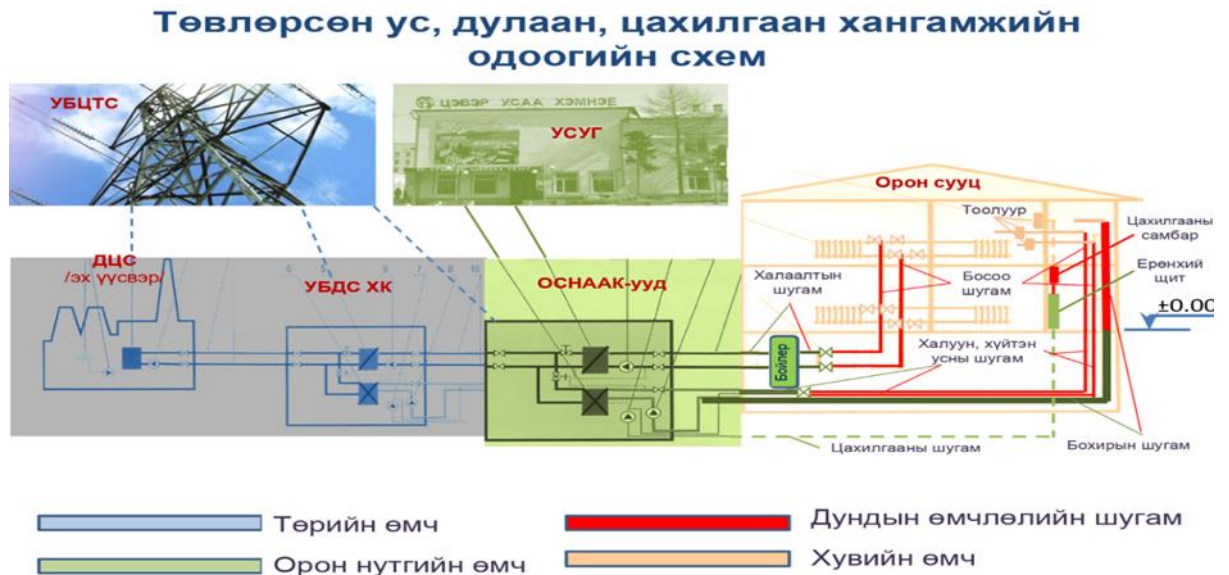 Төвлөрсөн ус, дулаан, цахилгаан хангамжийн
одоогийн схем
УБЦТС
ЦЭВЭР УСАА ХЭМНЭЕ
УСУГ
Орон сууц
Тоолуур
Цахилгааны
самбар
ДЦС
/эх үүсвэр/
УБДС ХК
ОСНААК-ууд
Халаалтын
шугам
Босоо
шугам
Ерөнхий
щит
±0.00
Бойлер
Халуун, хүйтэн
усны шугам
Цахилгааны шугам
Бохирын шугам
Төрийн өмч
Дундын өмчлөлийн шугам
Орон нутгийн өмч
Хувийн өмч